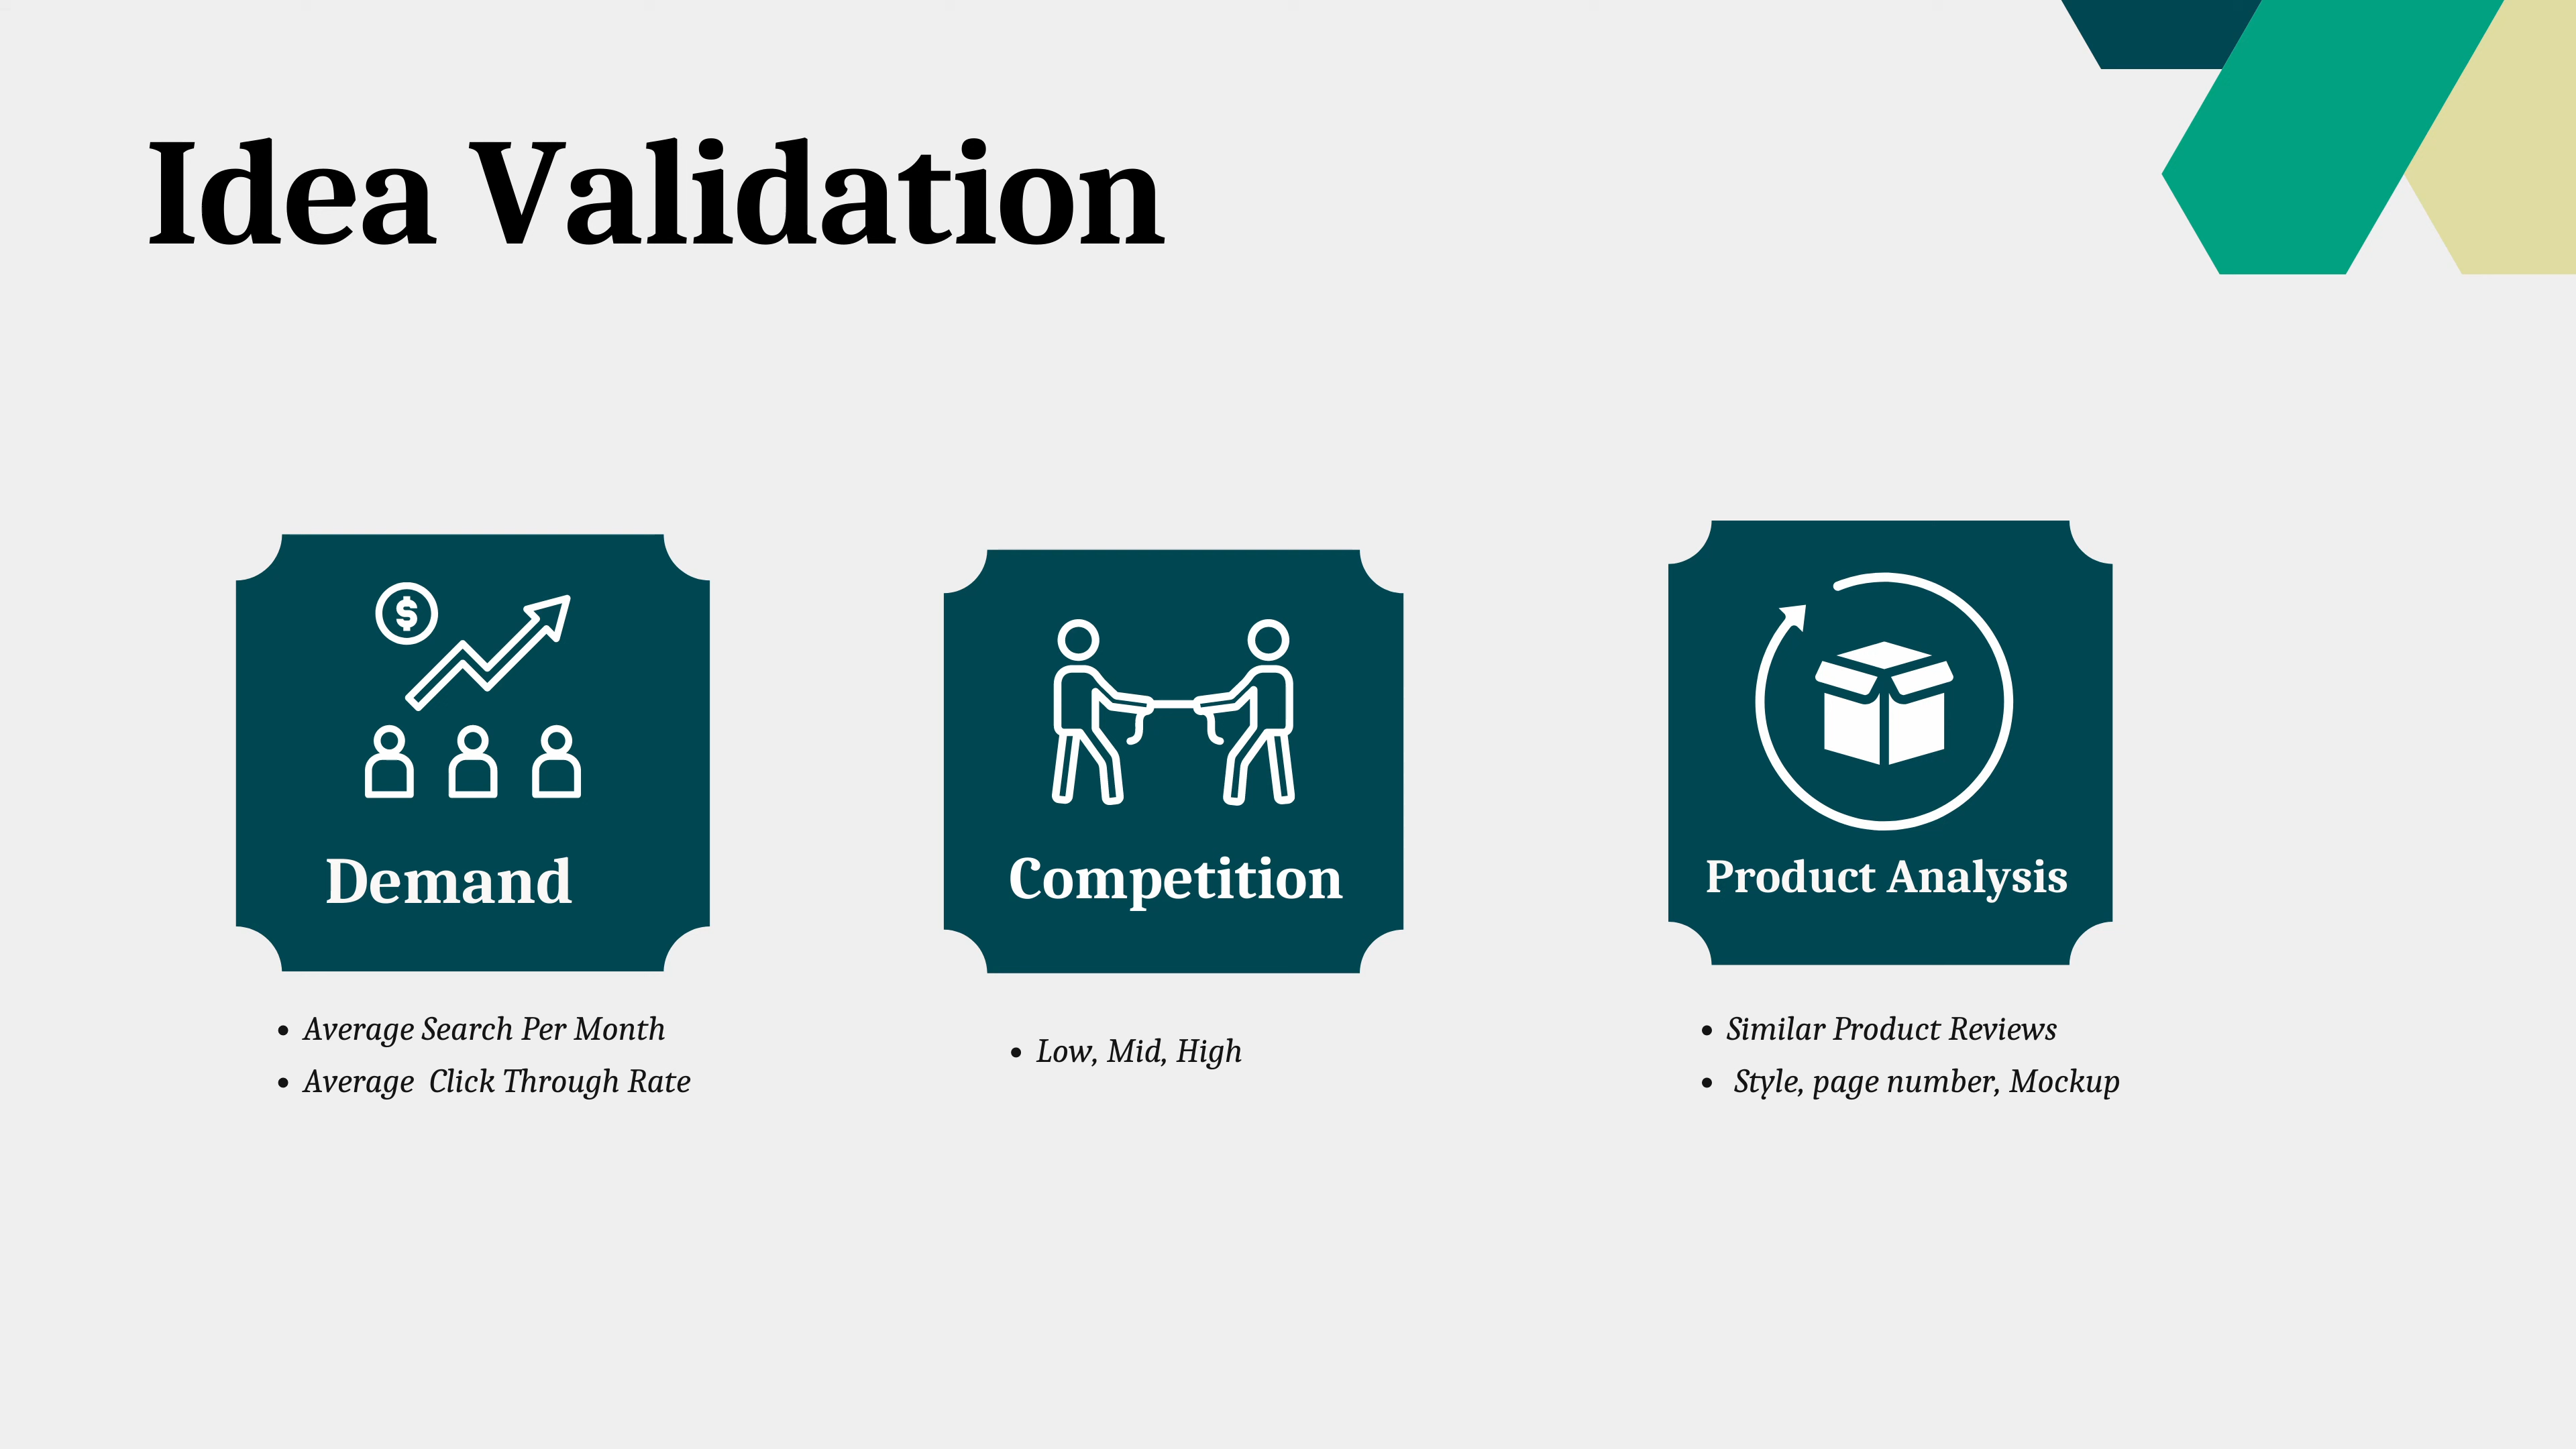 Idea Validation
$
Demand
• Average Search Per Month
• Average  Click Through Rate
Competition
• Low, Mid, High
Product Analysis
• Similar Product Reviews
• Style, page number, Mockup